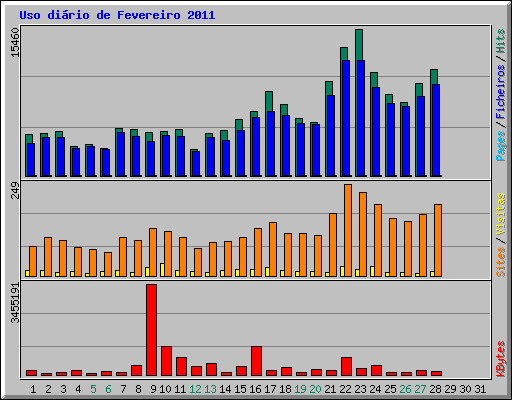 Uso diário de Fevereiro 2011
15460
249
3455191
Pages / Ficheiros / Hits
Sites / visitas
KBytes
1 2 3 4 5 6 7 8 9 10 11 12 13 14 15 16 17 18 19 20 21 22 23 24 25 26 27 28 29 30 31